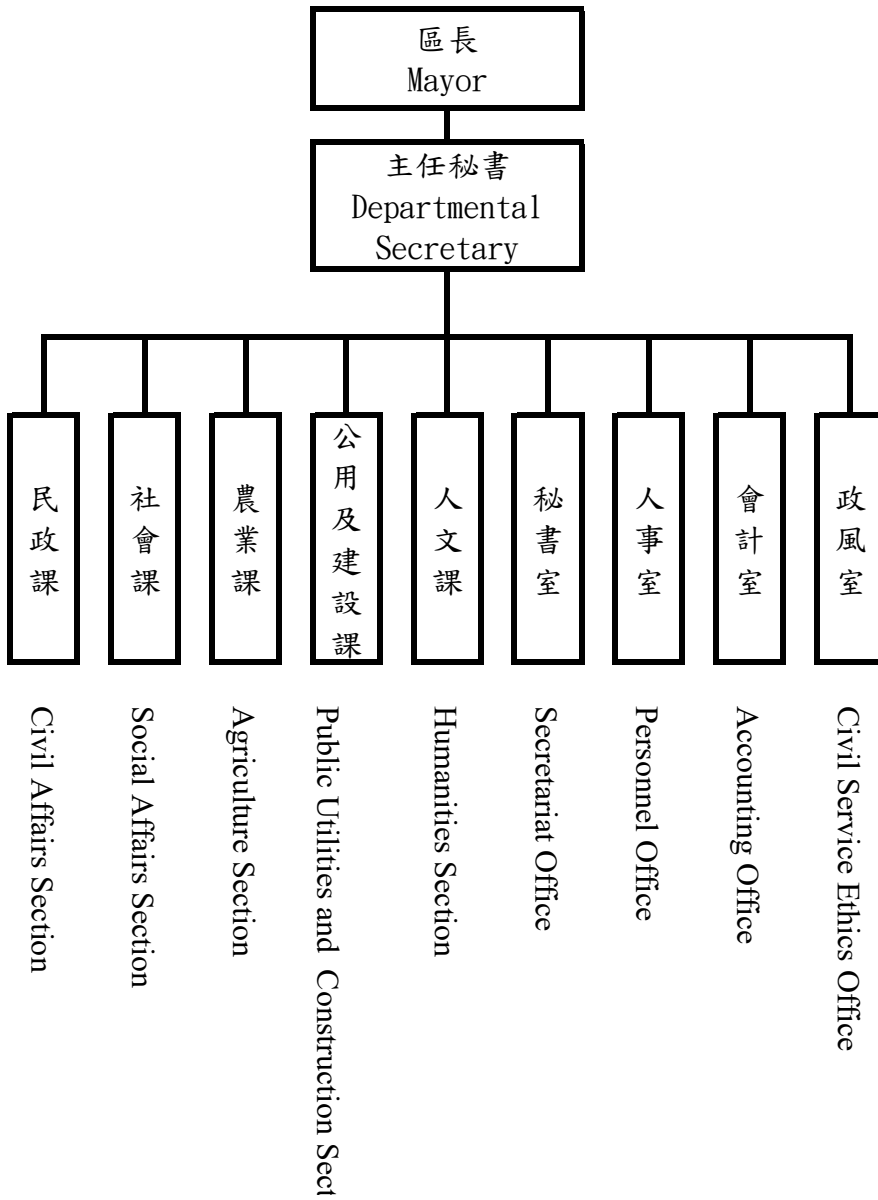 區長
Mayor
主任秘書
Departmental
Secretary
民政課
社會課
農業課
公用及建設課
人文課
秘書室
人事室
會計室
政風室
Civil Affairs Section
Social Affairs Section
Agriculture Section
Public Utilities and Construction Sect
Humanities Section
Secretariat Office
Personnel Office
Accounting Office
Civil Service Ethics Office